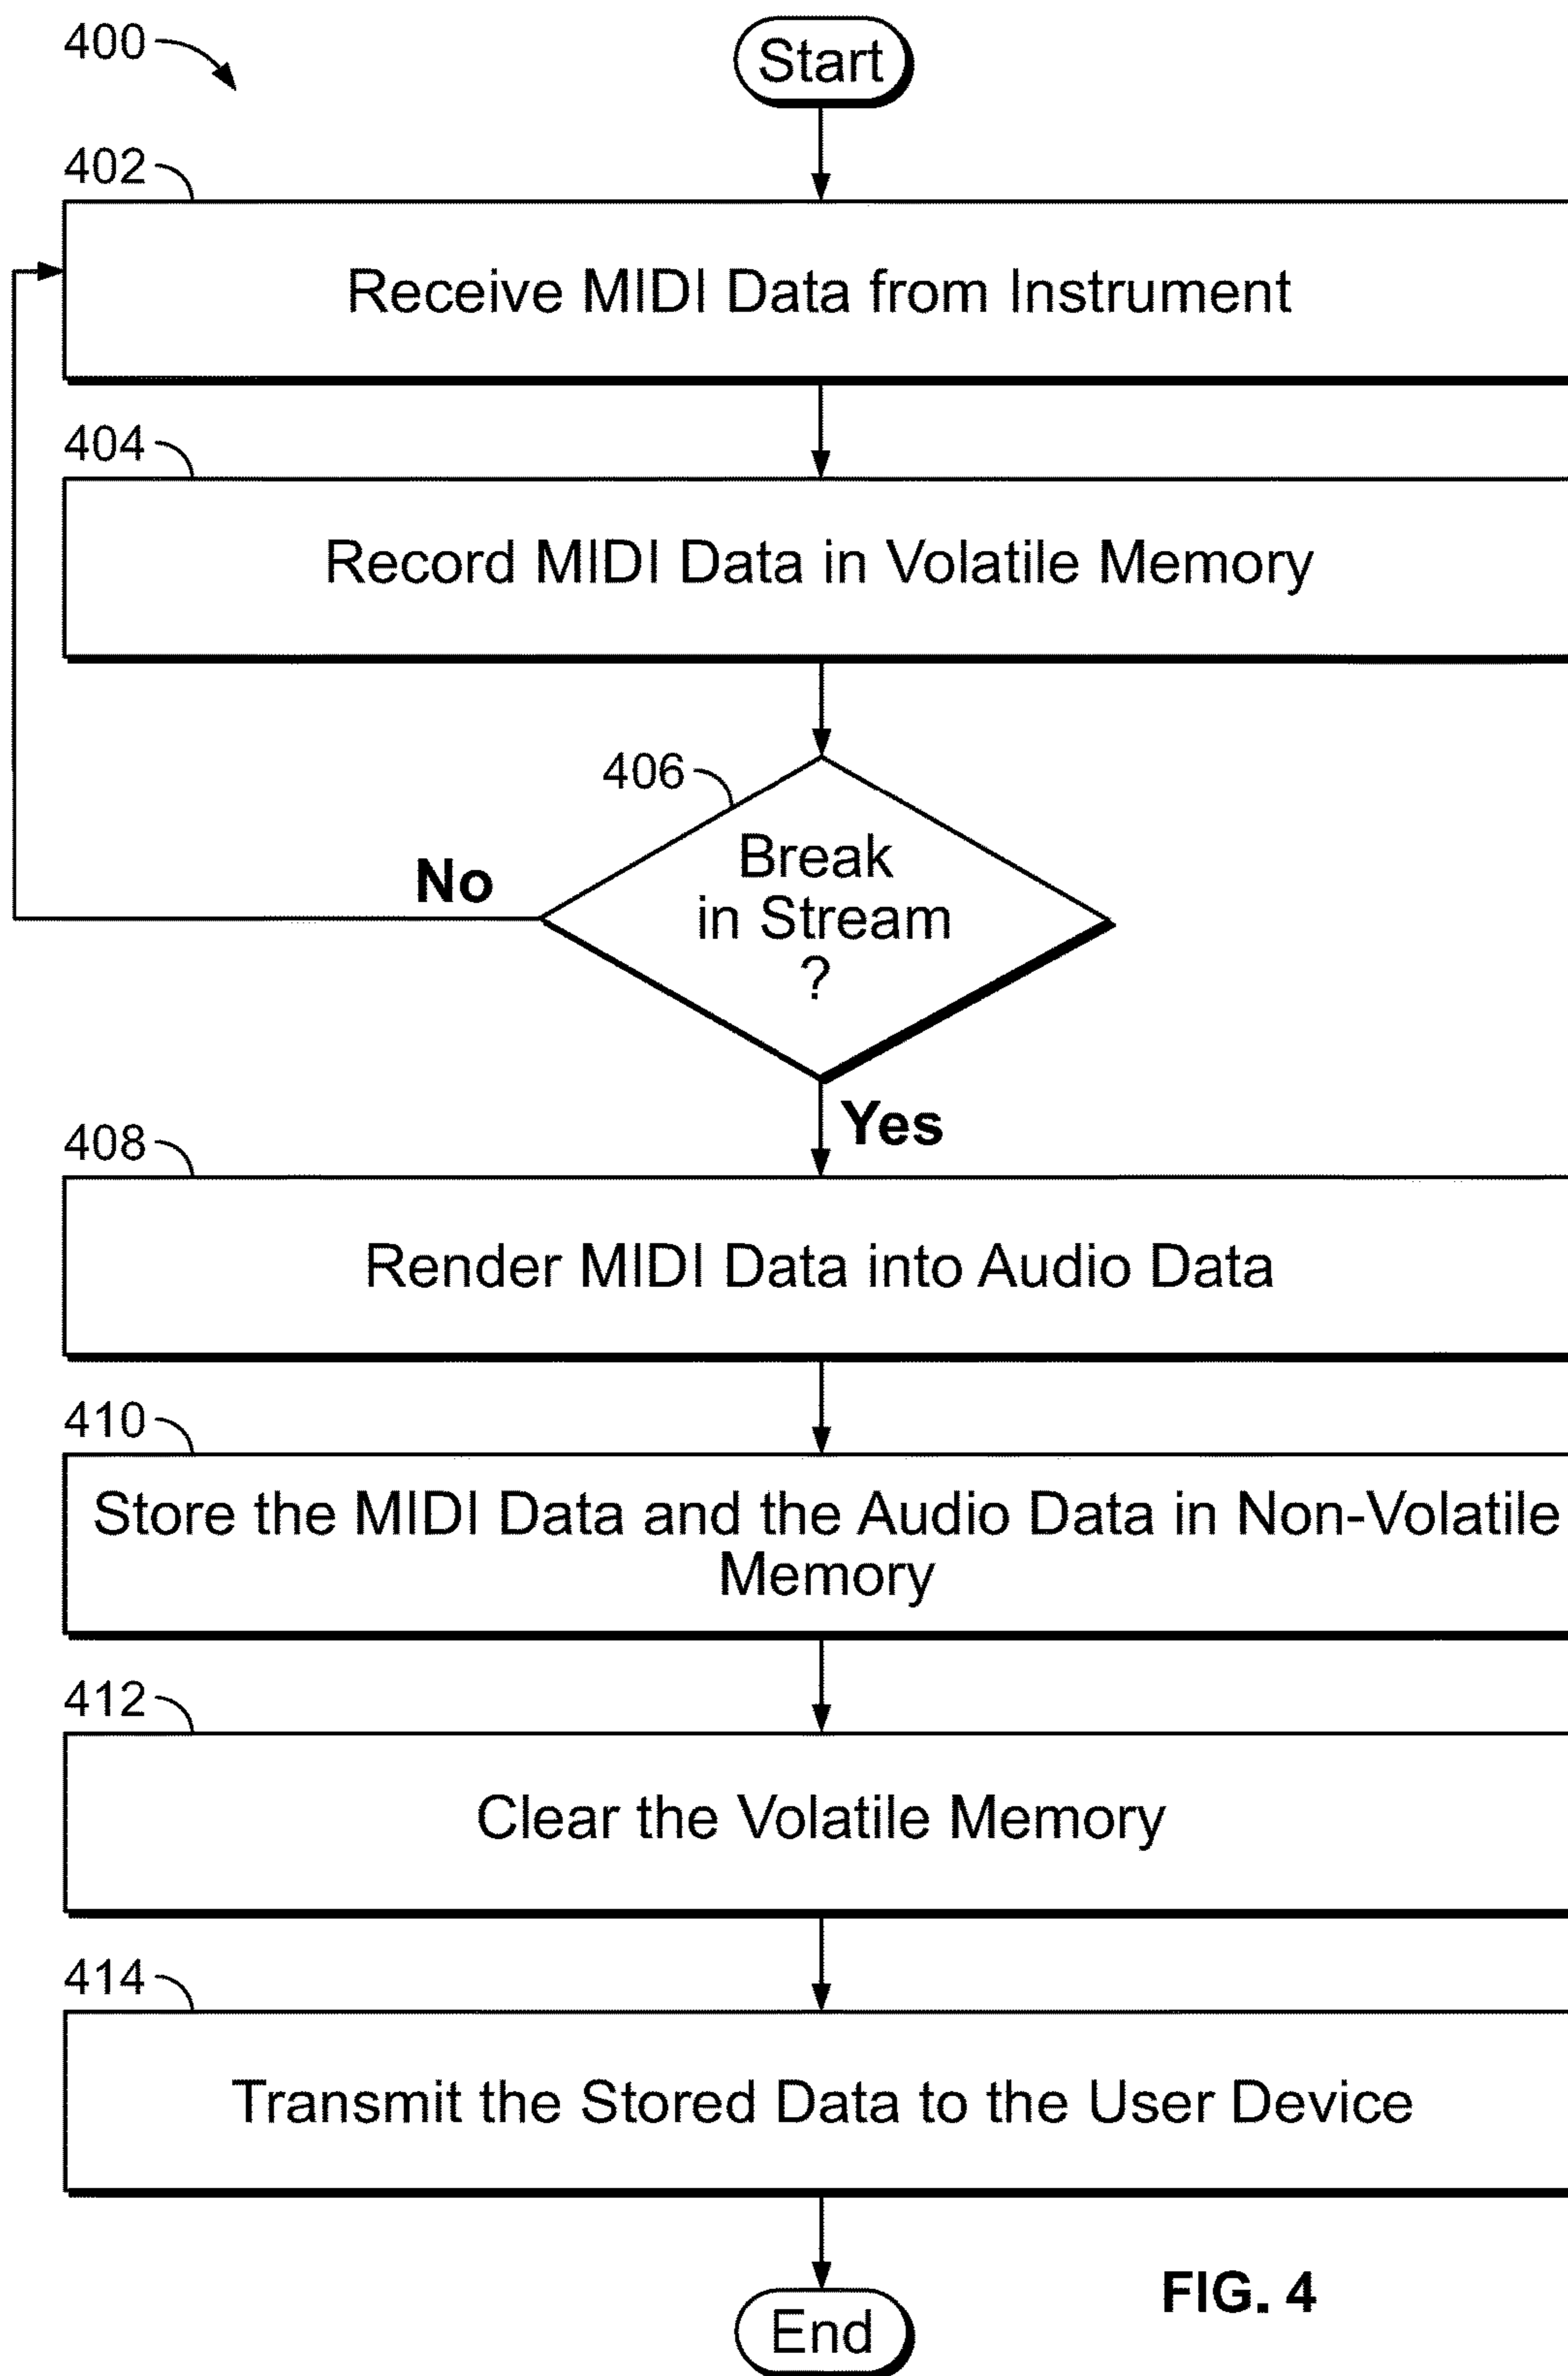 400
Start
402
Receive MIDI Data from Instrument
404
Record MIDI Data in Volatile Memory
406
Break
in Stream
?
No
Yes
408
Render MIDI Data into Audio Data
410
Store the MIDI Data and the Audio Data in Non-Volatile
Memory
412
Clear the Volatile Memory
414
Transmit the Stored Data to the User Device
FIG. 4
End